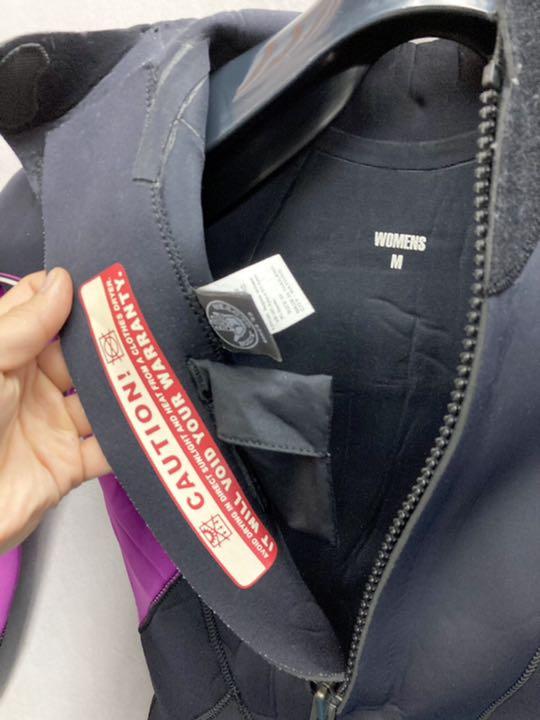 WOMENS
M
CAUTION!
AVOID DRYING IN DIRECT SUNLIGHT AND HEAT FROM A CLOTHES DRYER.
IT WILL VOID YOUR WARRANTY.